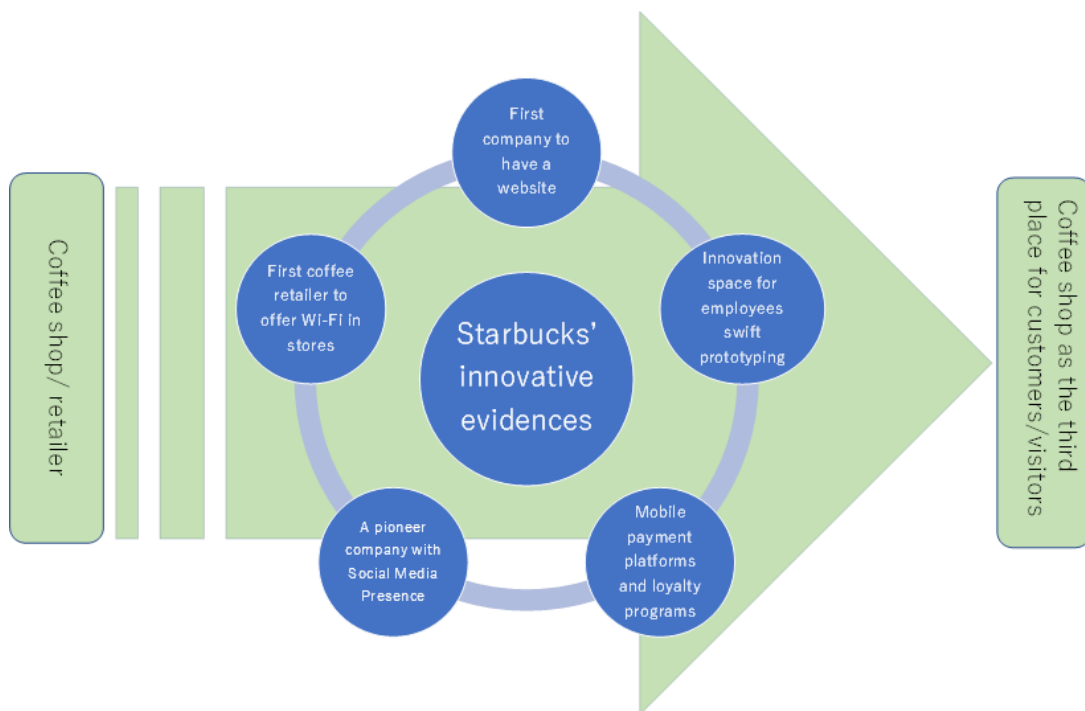 Coffee shop/ retailer
First
company to
have a
website
Innovation
space for
employees
swift
prototyping
Mobile
payment
platforms
and loyalty
programs
A pioneer
company with
Social Media
Presence
First coffee
retailer to
offer Wi-Fi in
stores
Starbucks'
innovative
evidences
Coffee shop as the third
place for customers/visitors